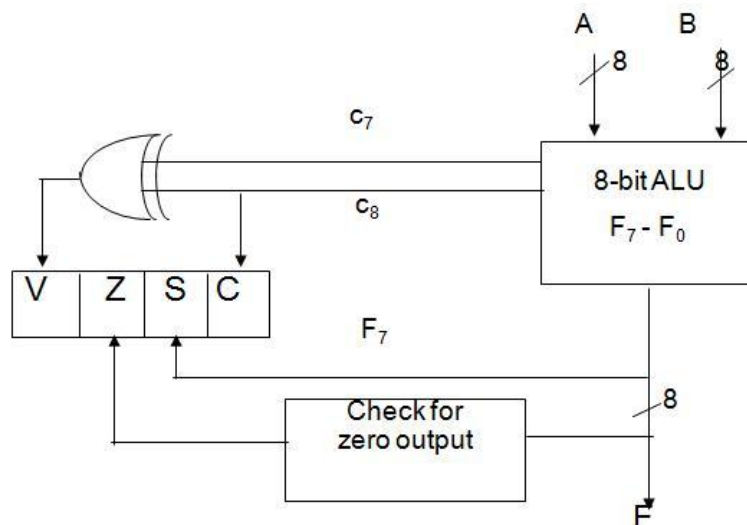 A B
8 8
c₇
8-bit ALU
c₈
F₇ - F₀
V Z S C
F₇
Check for
zero output
8
F